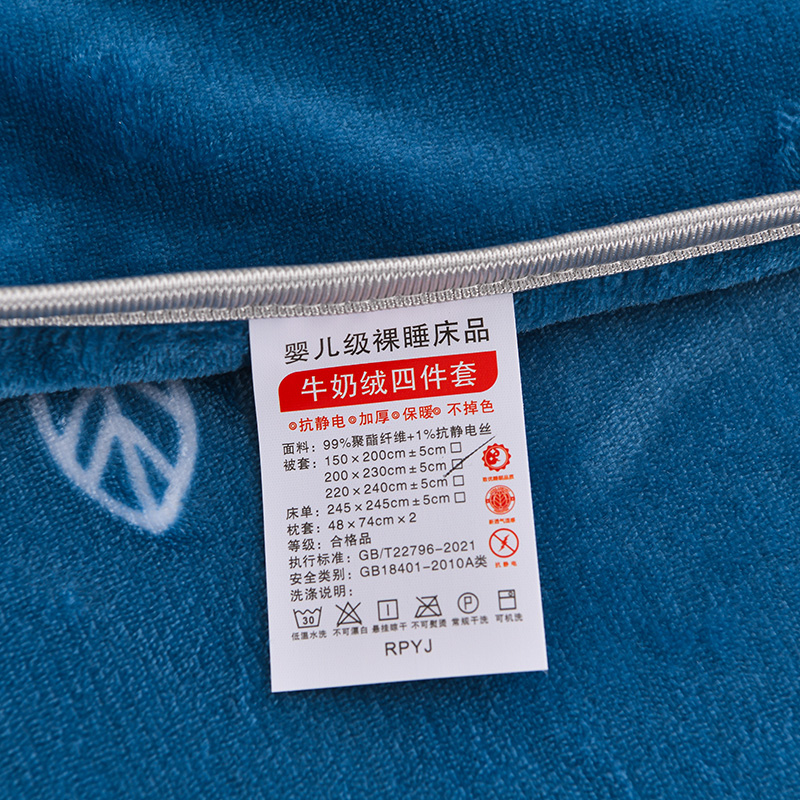 婴儿级裸睡床品
牛奶绒四件套
抗静电 加厚 保暖 不掉色
面料：99%聚酯纤维+1%抗静电丝
被套：150×200cm±5cm□
200×230cm±5cm□
220×240cm±5cm□
床单：245×245cm±5cm□
枕套：48×74cm×2
等级：合格品
执行标准：GB/T22796-2021
安全类别：GB18401-2010A类
洗涤说明：
抗静电
30 P
低温水洗 不可漂白 悬挂晾干 不可熨烫 常规干洗 可机洗
RPYJ